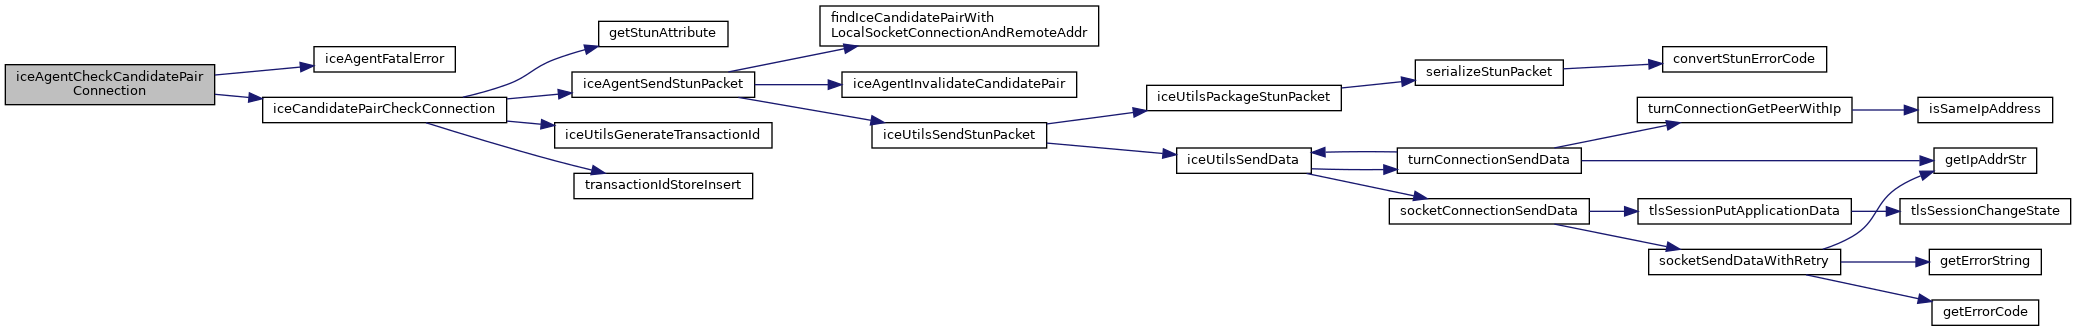 iceAgentCheckCandidatePair
Connection
iceAgentFatalError
iceCandidatePairCheckConnection
getStunAttribute
iceAgentSendStunPacket
iceUtilsGenerateTransactionId
transactionIdStoreInsert
findIceCandidatePairWith
LocalSocketConnectionAndRemoteAddr
iceAgentInvalidateCandidatePair
iceUtilsSendStunPacket
iceUtilsPackageStunPacket
iceUtilsSendData
serializeStunPacket
turnConnectionSendData
socketConnectionSendData
convertStunErrorCode
turnConnectionGetPeerWithIp
tlsSessionPutApplicationData
socketSendDataWithRetry
isSameIpAddress
getIpAddrStr
tlsSessionChangeState
getErrorString
getErrorCode